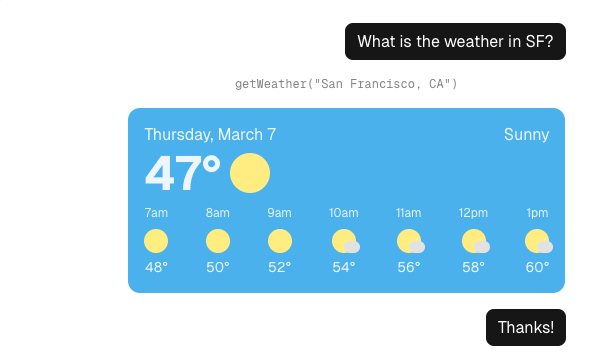 What is the weather in SF?
getWeather("San Francisco, CA")
Thursday, March 7 Sunny
47°
7am 8am 9am 10am 11am 12pm 1pm
48° 50° 52° 54° 56° 58° 60°
Thanks!